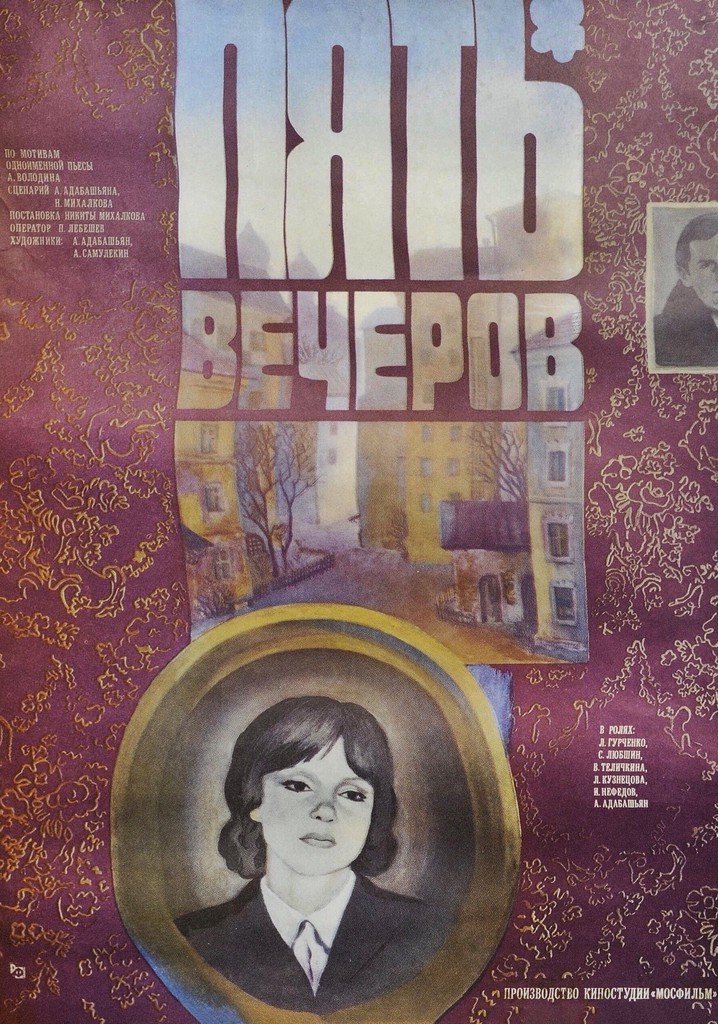 ПЯТЬ
ВЕЧЕРОВ
ПО МОТИВАМ
ОДНОИМЕННОЙ ПЬЕСЫ
А. ВОЛОДИНА
СЦЕНАРИЙ А. АДАБАШЬЯНА,
Н. МИХАЛКОВА
ПОСТАНОВКА НИКИТЫ МИХАЛКОВА
ОПЕРАТОР П. ЛЕБЕШЕВ
ХУДОЖНИКИ: А. АДАБАШЬЯН,
А. САМУЛЕКИН
В РОЛЯХ:
Л. ГУРЧЕНКО,
С. ЛЮБШИН,
В. ТЕЛИЧКИНА,
Л. КУЗНЕЦОВА,
И. НЕФЕДОВ,
А. АДАБАШЬЯН
ПРОИЗВОДСТВО КИНОСТУДИИ «МОСФИЛЬМ»